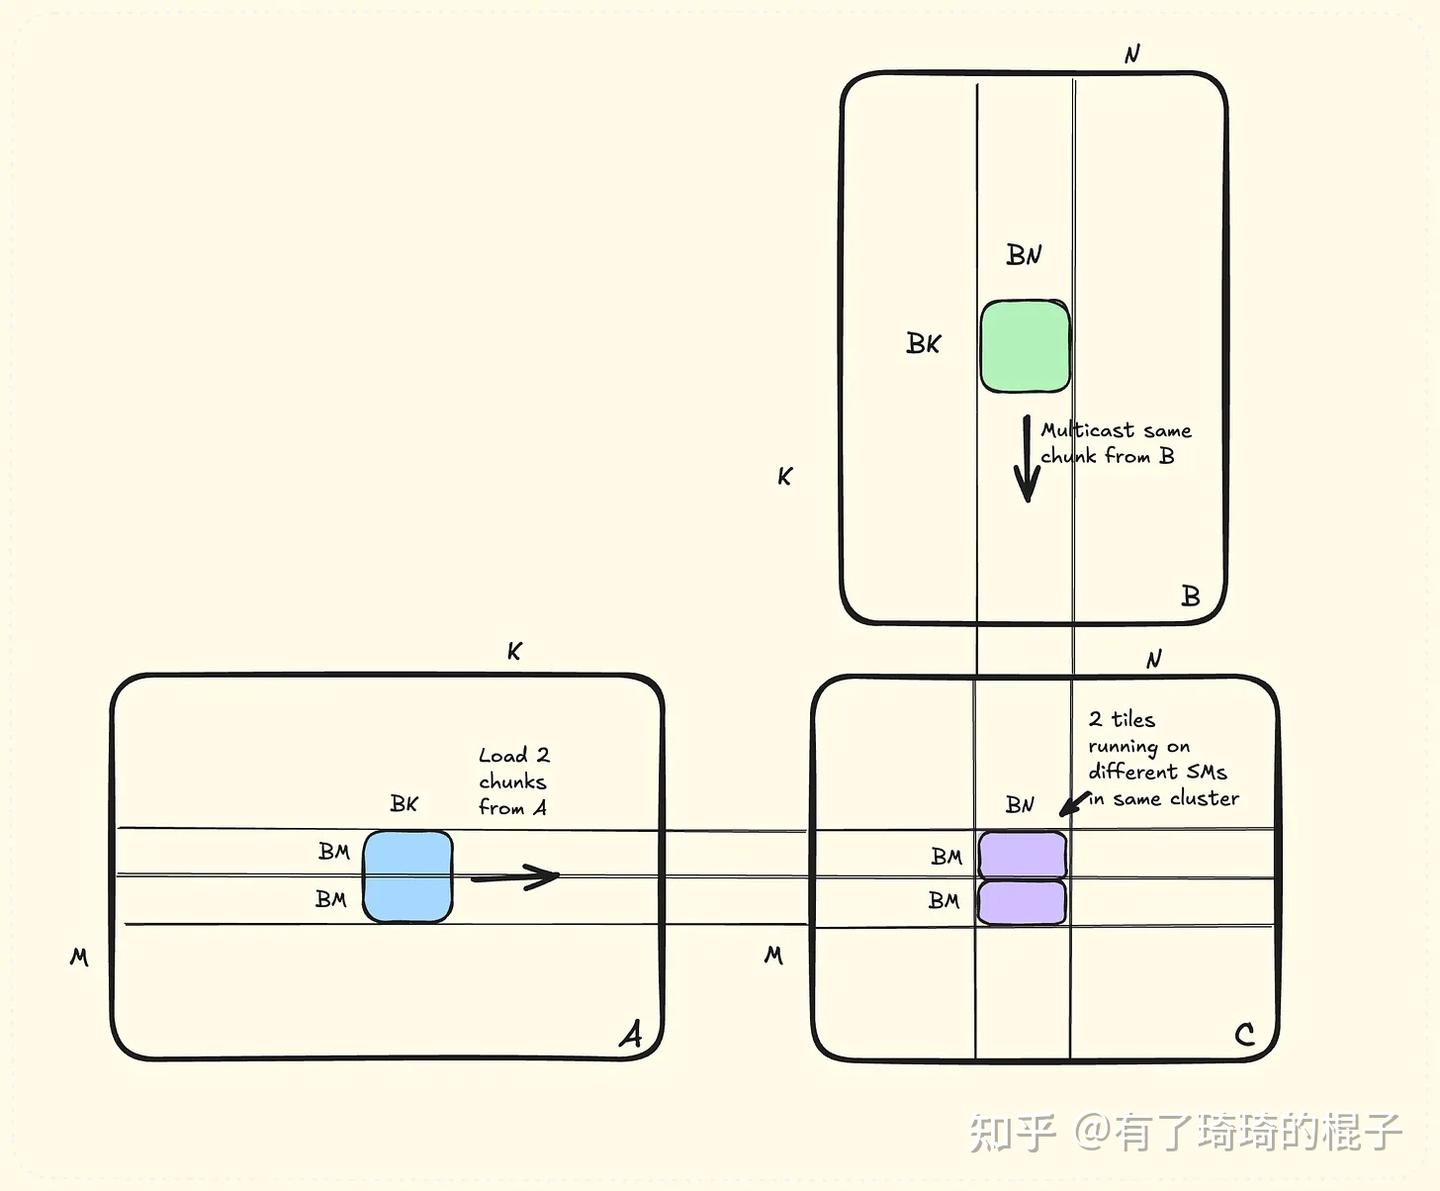 N
BN
BK
Multicast same
chunk from B
K
B
K
N
Load 2
chunks
from A
BK
BM
BM
M
A
2 tiles
running on
different SMs
in same cluster
BN
BM
BM
M
C
知乎 @有了琦琦的棍子